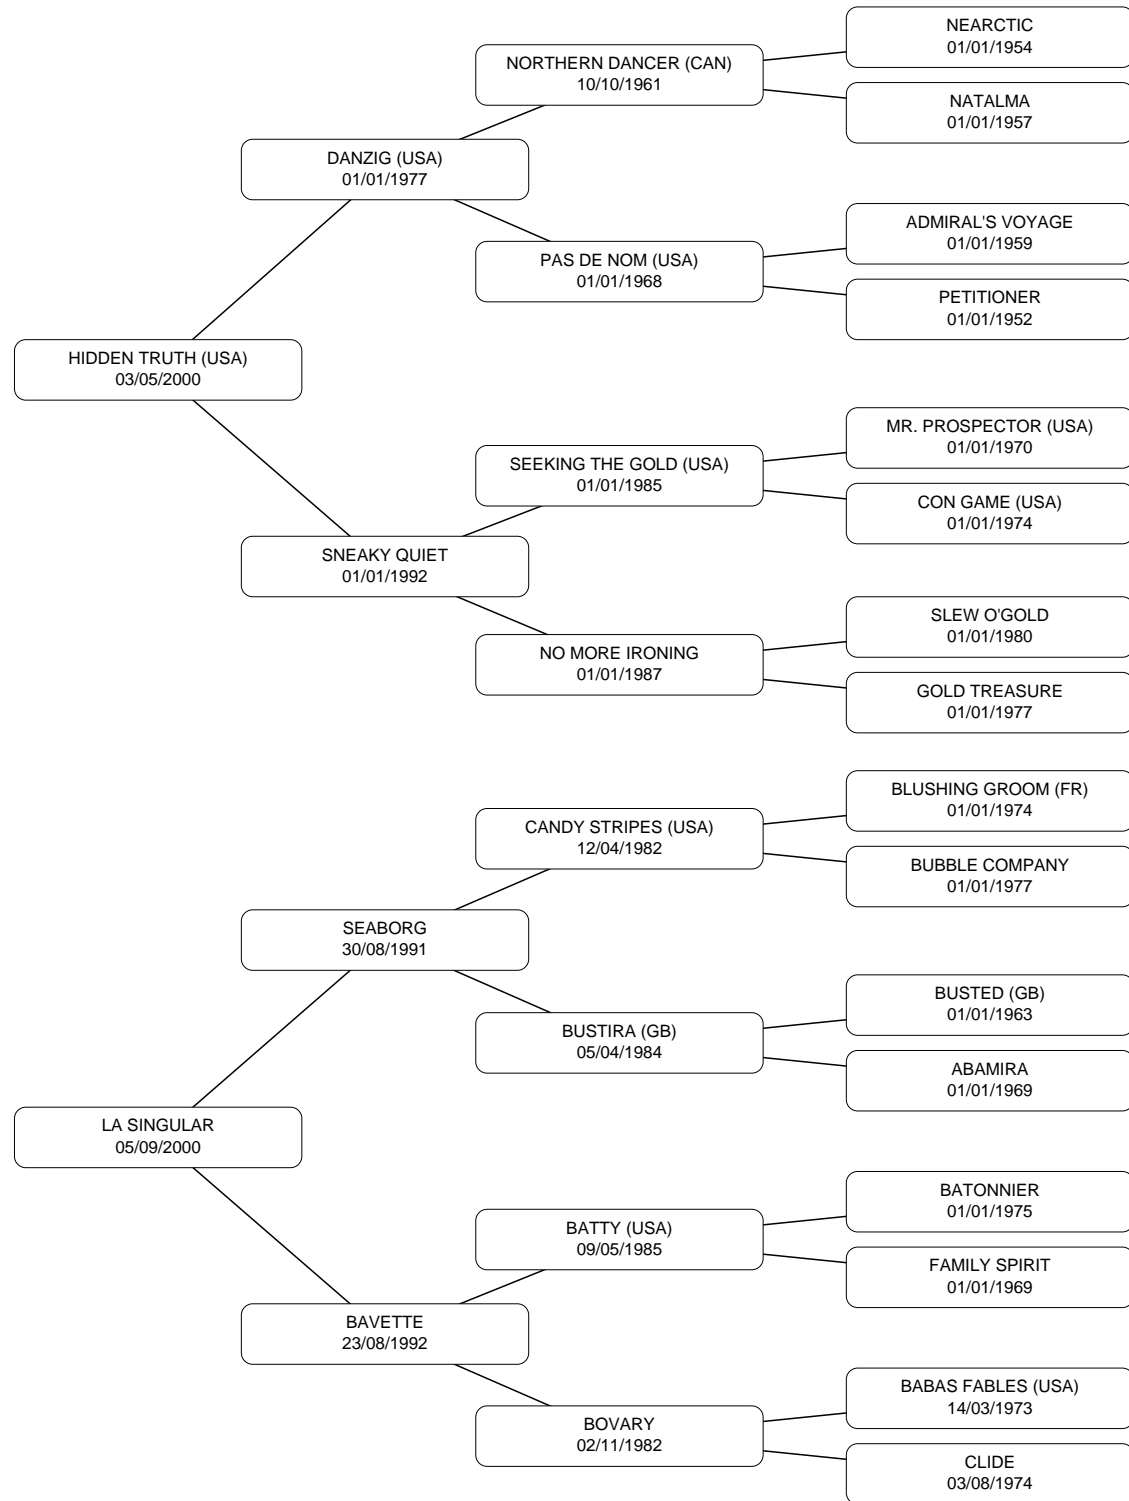 NEARCTIC
01/01/1954
NORTHERN DANCER (CAN)
10/10/1961
NATALMA
01/01/1957
DANZIG (USA)
01/01/1977
ADMIRAL'S VOYAGE
01/01/1959
PAS DE NOM (USA)
01/01/1968
PETITIONER
01/01/1952
HIDDEN TRUTH (USA)
03/05/2000
MR. PROSPECTOR (USA)
01/01/1970
SEEKING THE GOLD (USA)
01/01/1985
CON GAME (USA)
01/01/1974
SNEAKY QUIET
01/01/1992
SLEW O'GOLD
01/01/1980
NO MORE IRONING
01/01/1987
GOLD TREASURE
01/01/1977
BLUSHING GROOM (FR)
01/01/1974
CANDY STRIPES (USA)
12/04/1982
BUBBLE COMPANY
01/01/1977
SEABORG
30/08/1991
BUSTED (GB)
01/01/1963
BUSTIRA (GB)
05/04/1984
ABAMIRA
01/01/1969
LA SINGULAR
05/09/2000
BATONNIER
01/01/1975
BATTY (USA)
09/05/1985
FAMILY SPIRIT
01/01/1969
BAVETTE
23/08/1992
BABAS FABLES (USA)
14/03/1973
BOVARY
02/11/1982
CLIDE
03/08/1974